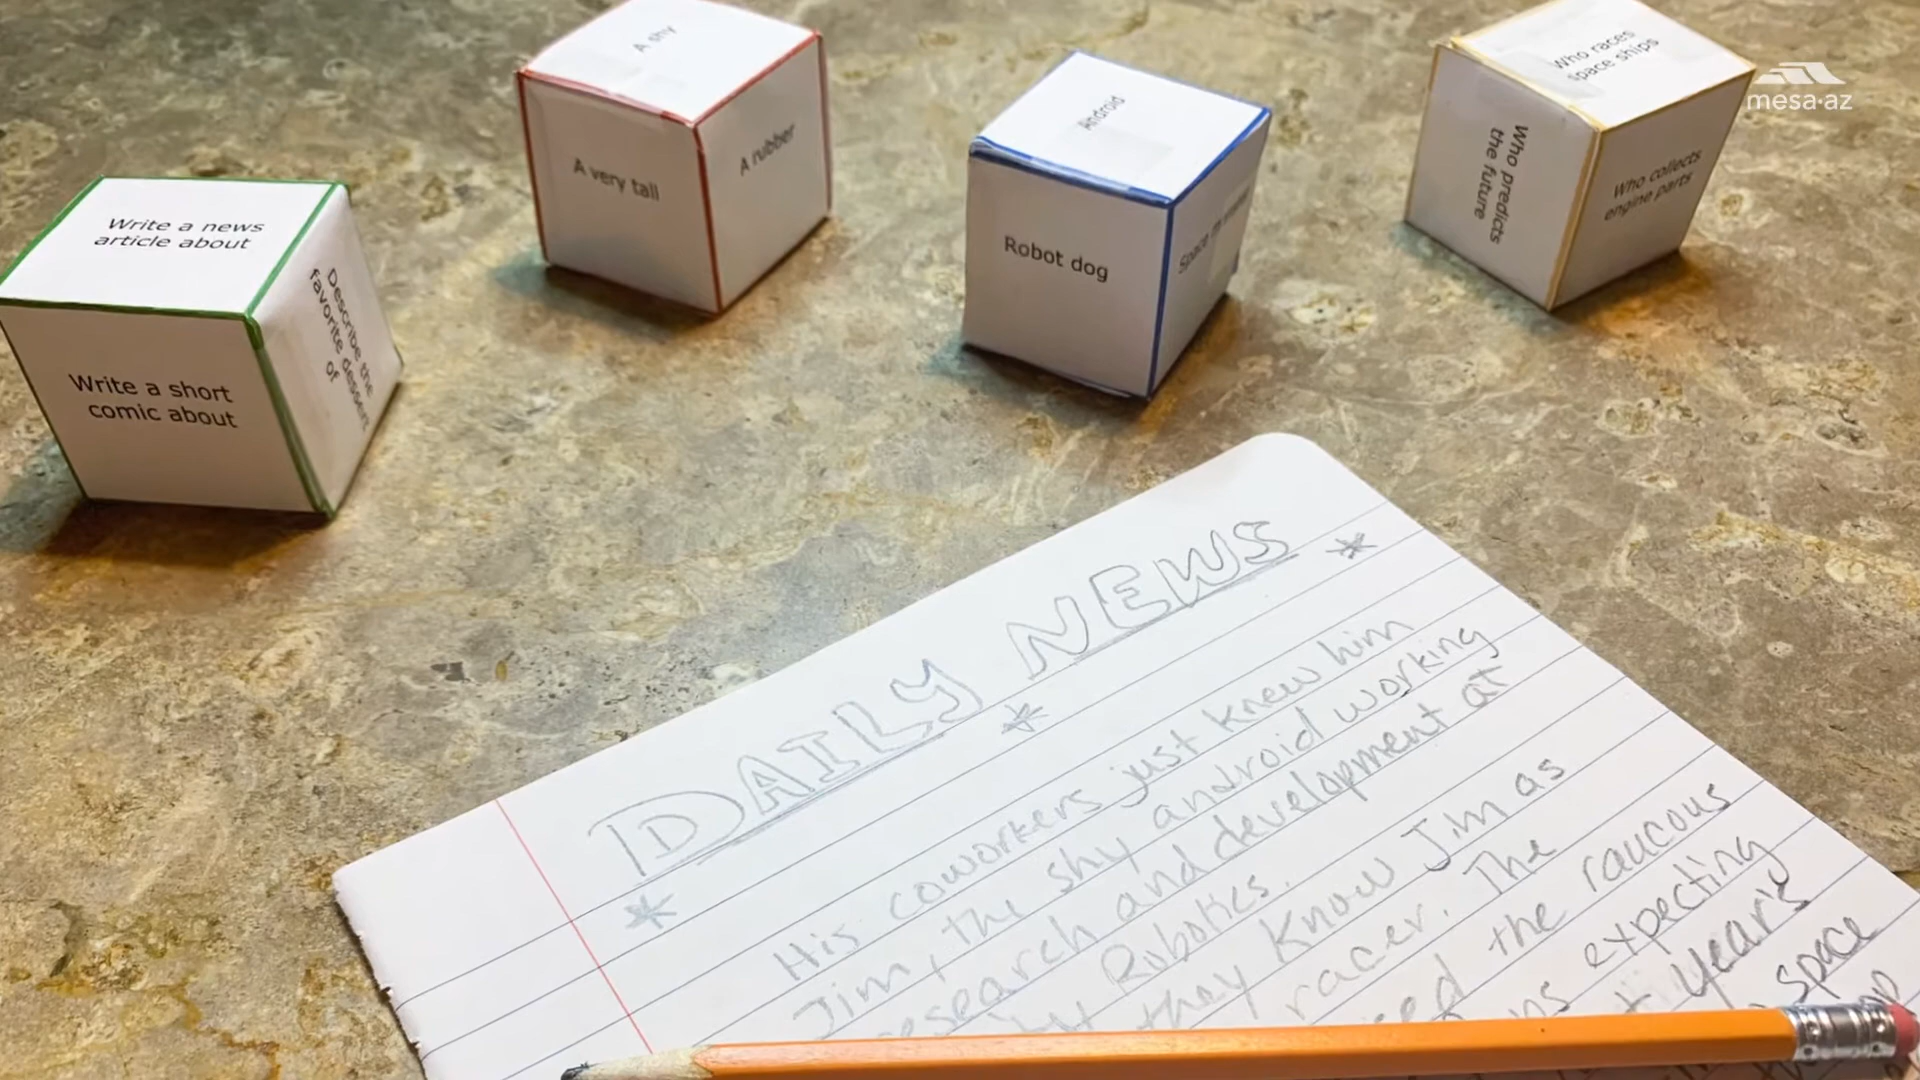 A shy
A very tall
A rubber
Android
Robot dog
Who races
space ships
Who predicts
the future
Who collects
engine parts
mesa·az
Write a news
article about
Write a short
comic about
Describe the
favorite dessert
of
DAILY NEWS
His coworkers just knew him
Jim, the shy android working
research and development at
Robotics.
they know Jim as
racer. The
the raucous
expecting
year's
space